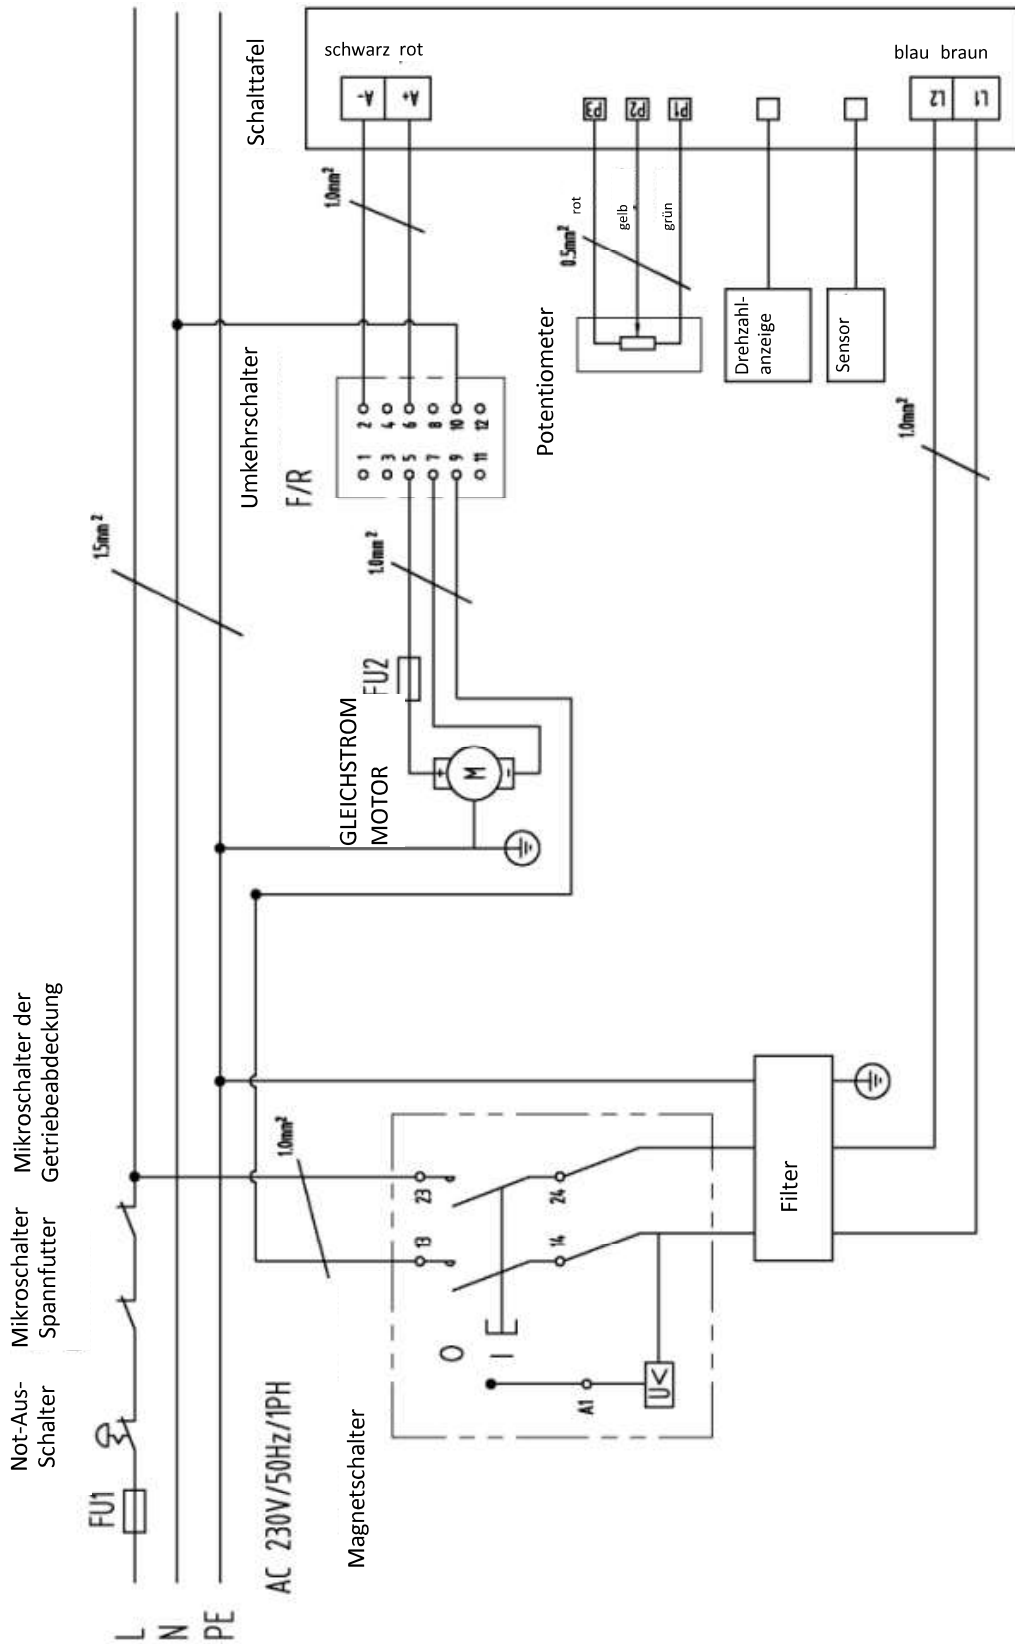 L
N
PE
FU1
Not-Aus-
Schalter
Mikroschalter
Spannfutter
Mikroschalter der
Getriebeabdeckung
AC 230V/50Hz/1PH
Magnetschalter
O
I
A1
U<
13
14
23
24
1.0mm²
Filter
GLEICHSTROM
MOTOR
M
+
-
FU2
1.5mm²
1.0mm²
Umkehrschalter
F/R
1
2
3
4
5
6
7
8
9
10
11
12
1.0mm²
Schalttafel
schwarz rot
A-
A+
Potentiometer
0.5mm²
rot
gelb
grün
P3
P2
P1
Drehzahl-
anzeige
Sensor
1.0mm²
blau braun
L2
L1